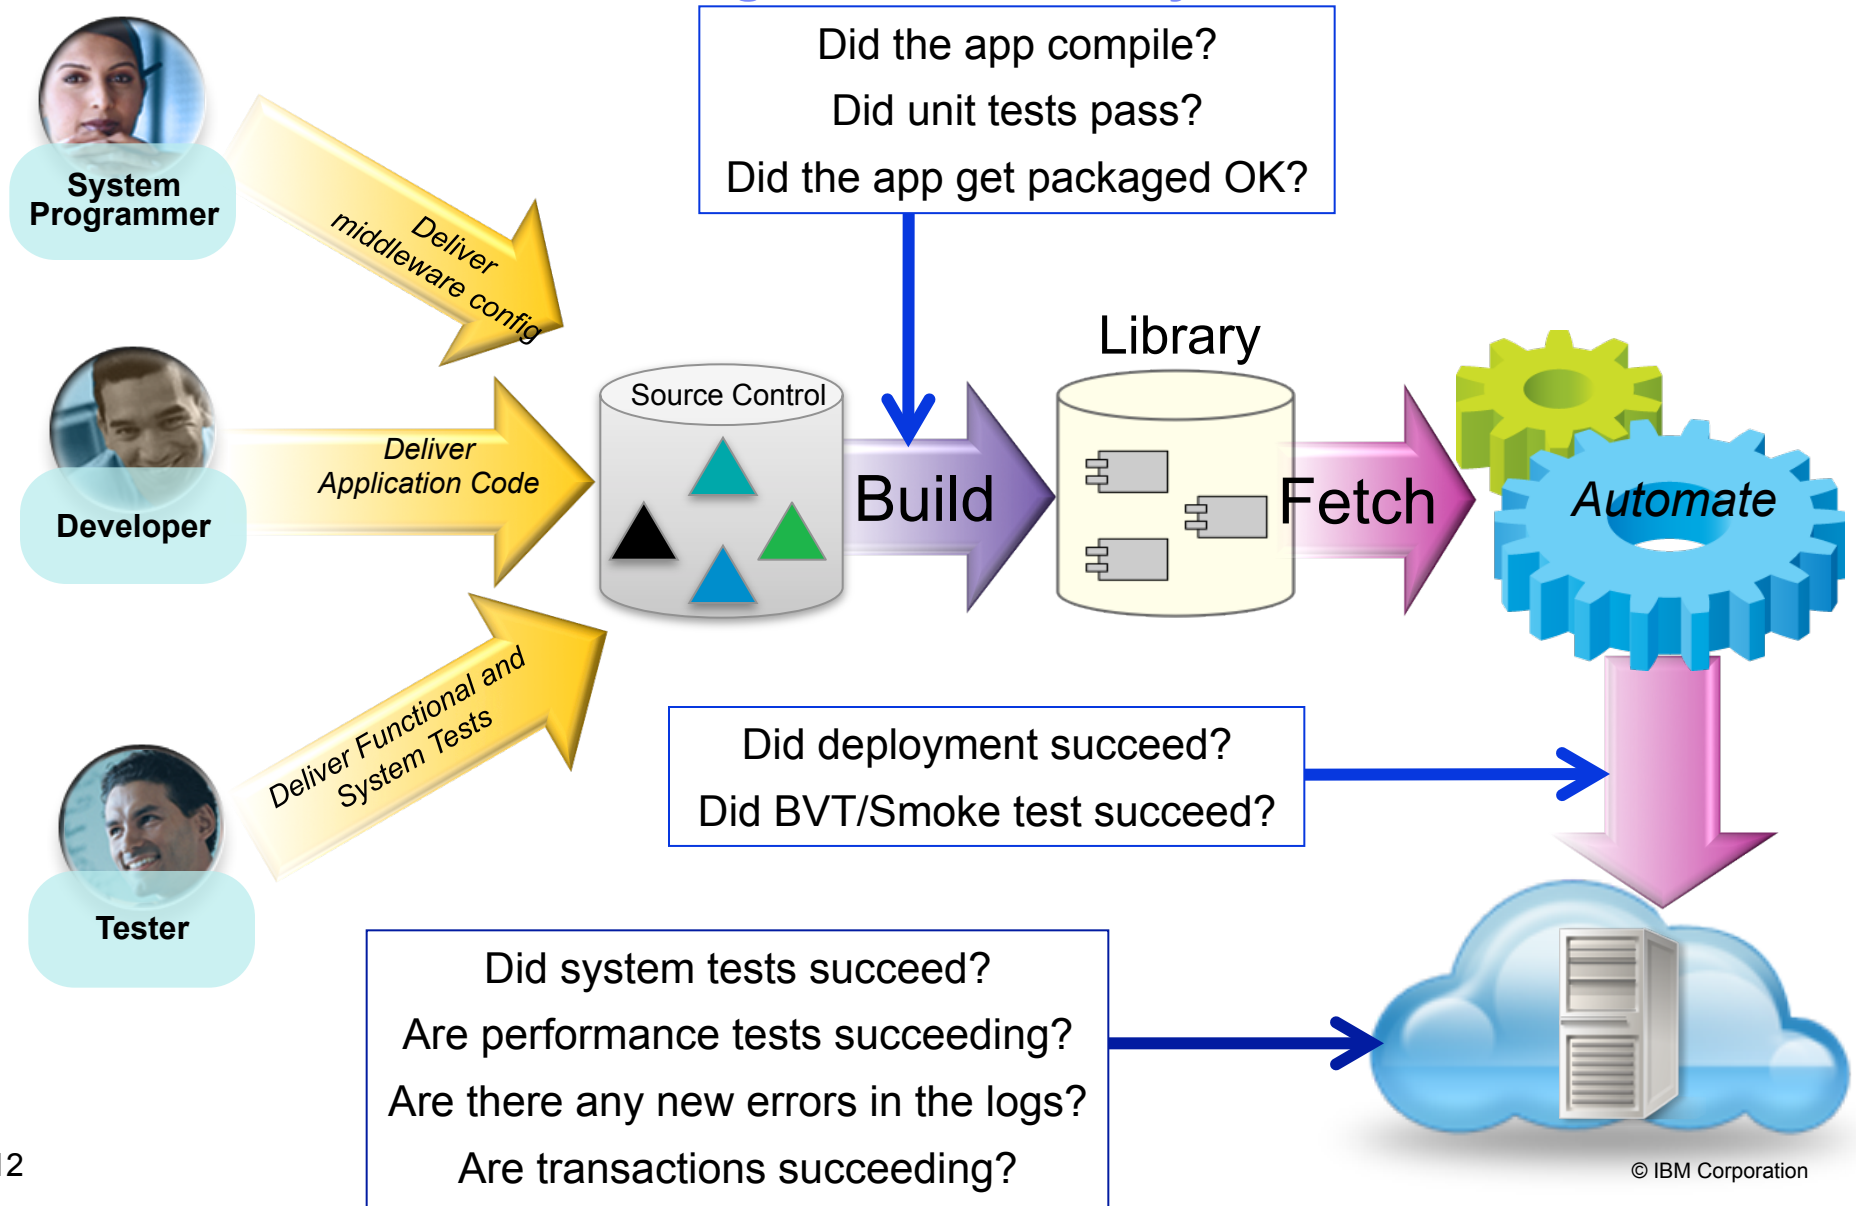 Did the app compile?
Did unit tests pass?
Did the app get packaged OK?
System
Programmer
Deliver
middleware config
Library
Source Control
Deliver
Application Code
Developer
Build
Fetch
Automate
Deliver Functional and
System Tests
Did deployment succeed?
Did BVT/Smoke test succeed?
Tester
Did system tests succeed?
Are performance tests succeeding?
Are there any new errors in the logs?
Are transactions succeeding?
12
© IBM Corporation